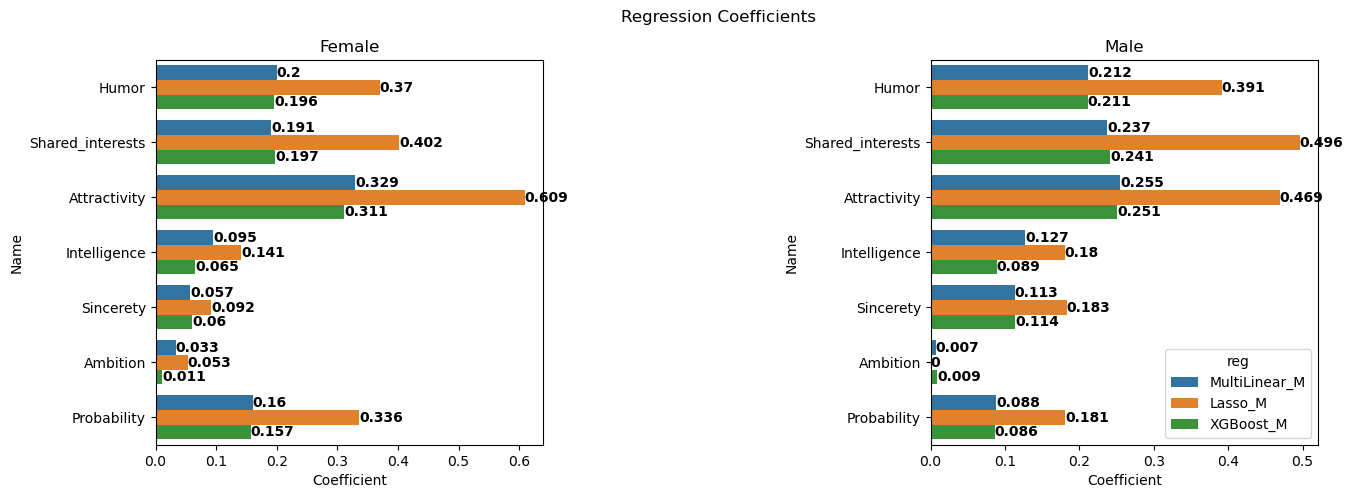 Regression Coefficients
Female
Name
Humor
0.2
0.37
0.196
Shared_interests
0.191
0.402
0.197
Attractivity
0.329
0.609
0.311
Intelligence
0.095
0.141
0.065
Sincerety
0.057
0.092
0.06
Ambition
0.033
0.053
0.011
Probability
0.16
0.336
0.157
0.0 0.1 0.2 0.3 0.4 0.5 0.6
Coefficient
Male
Name
Humor
0.212
0.391
0.211
Shared_interests
0.237
0.496
0.241
Attractivity
0.255
0.469
0.251
Intelligence
0.127
0.18
0.089
Sincerety
0.113
0.183
0.114
Ambition
0.007
0
0.009
Probability
0.088
0.181
0.086
reg
MultiLinear_M
Lasso_M
XGBoost_M
0.0 0.1 0.2 0.3 0.4 0.5
Coefficient